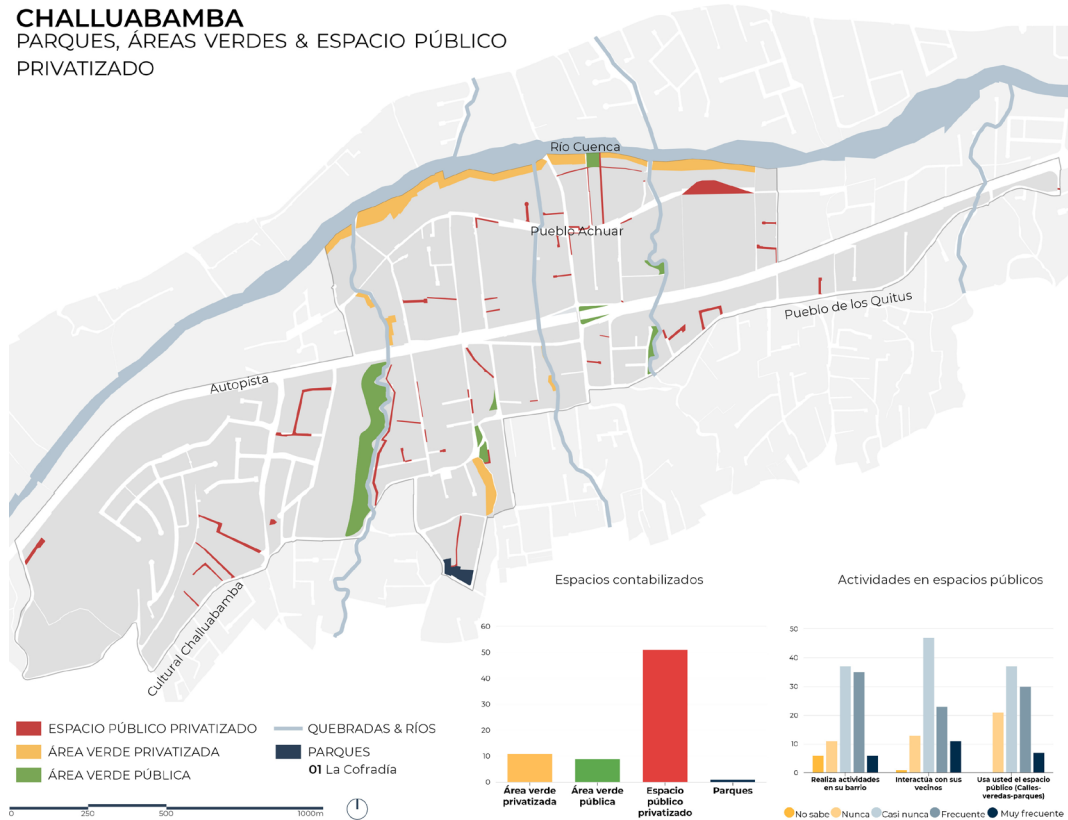 CHALLUABAMBA
PARQUES, ÁREAS VERDES & ESPACIO PÚBLICO
PRIVATIZADO
Río Cuenca
Pueblo Achuar
Pueblo de los Quitus
Autopísta
Cultural Challuabamba
ESPACIO PÚBLICO PRIVATIZADO
ÁREA VERDE PRIVATIZADA
ÁREA VERDE PÚBLICA
QUEBRADAS & RÍOS
PARQUES
01 La Cofradía
0 250 500 1000m
Espacios contabilizados
60
50
40
30
20
10
0
Área verde
privatizada
Área verde
pública
Espacio
público
privatizado
Parques
Actividades en espacios públicos
50
40
30
20
10
0
Realiza actividades
en su barrio
Interactúa con sus
vecinos
Usa usted el espacio
público (Calles-
veredas-parques)
No sabe Nunca Casi nunca Frecuente Muy frecuente